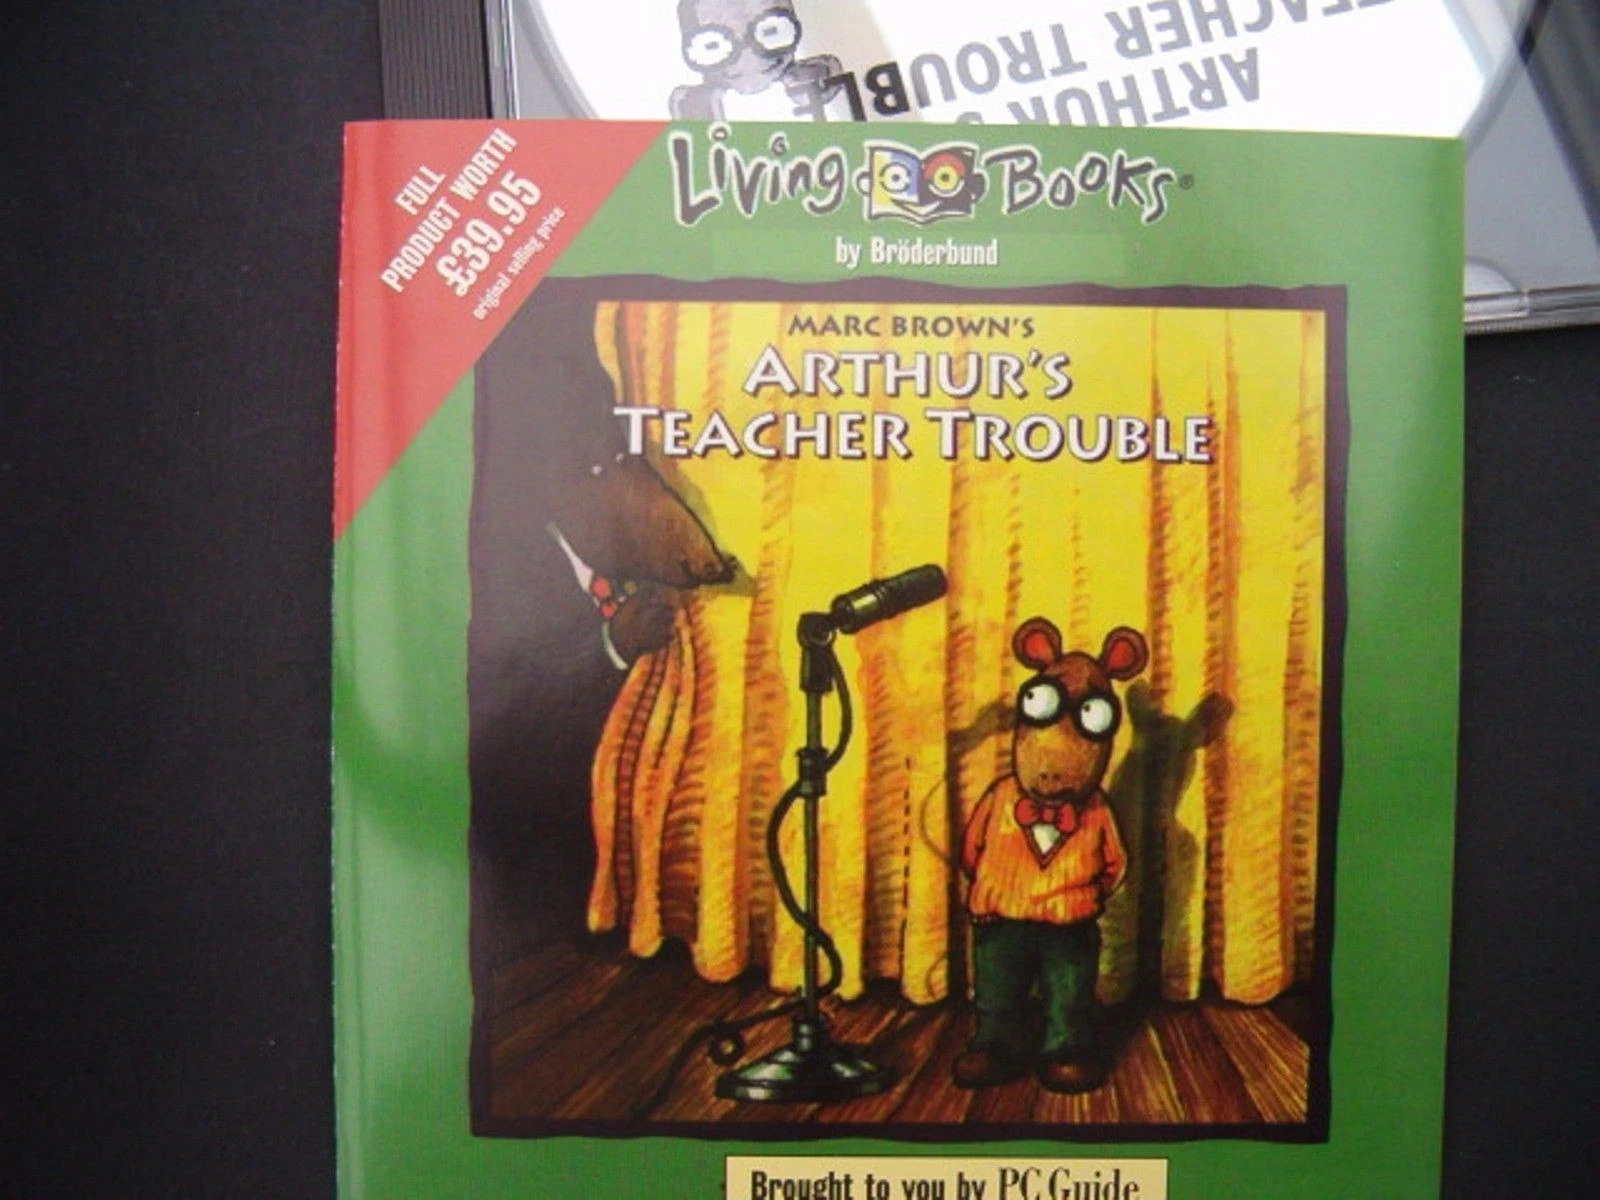 ARTHUR'S
TEACHER TROUBLE
FULL
PRODUCT WORTH
£39.95
original selling price
Living Books®
by Bröderbund
MARC BROWN'S
ARTHUR'S
TEACHER TROUBLE
Brought to you by PC Guide